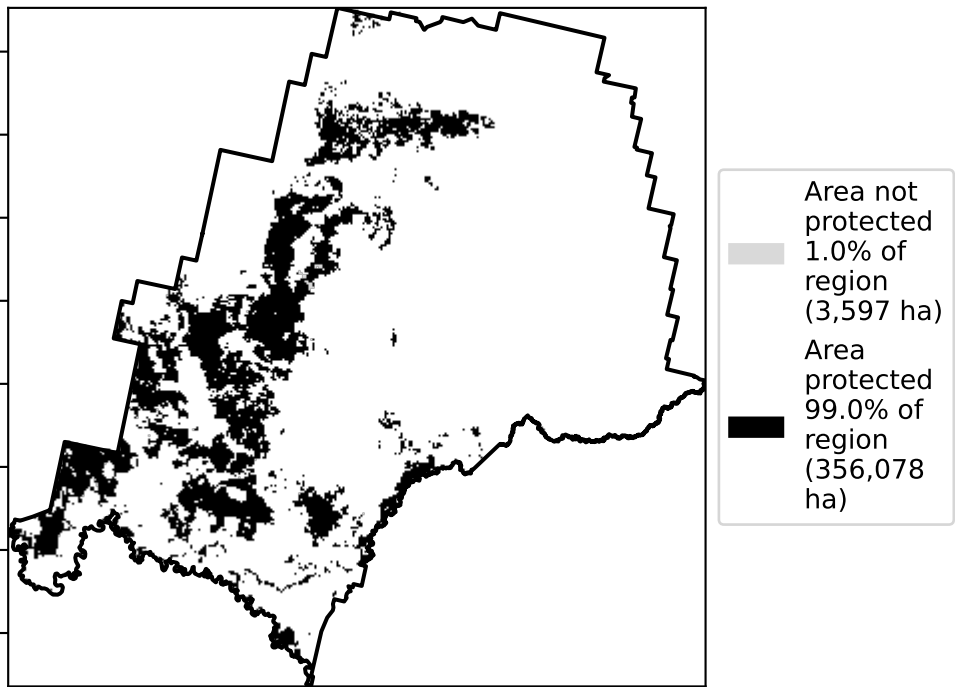 Area not
protected
1.0% of
region
(3,597 ha)
Area
protected
99.0% of
region
(356,078
ha)